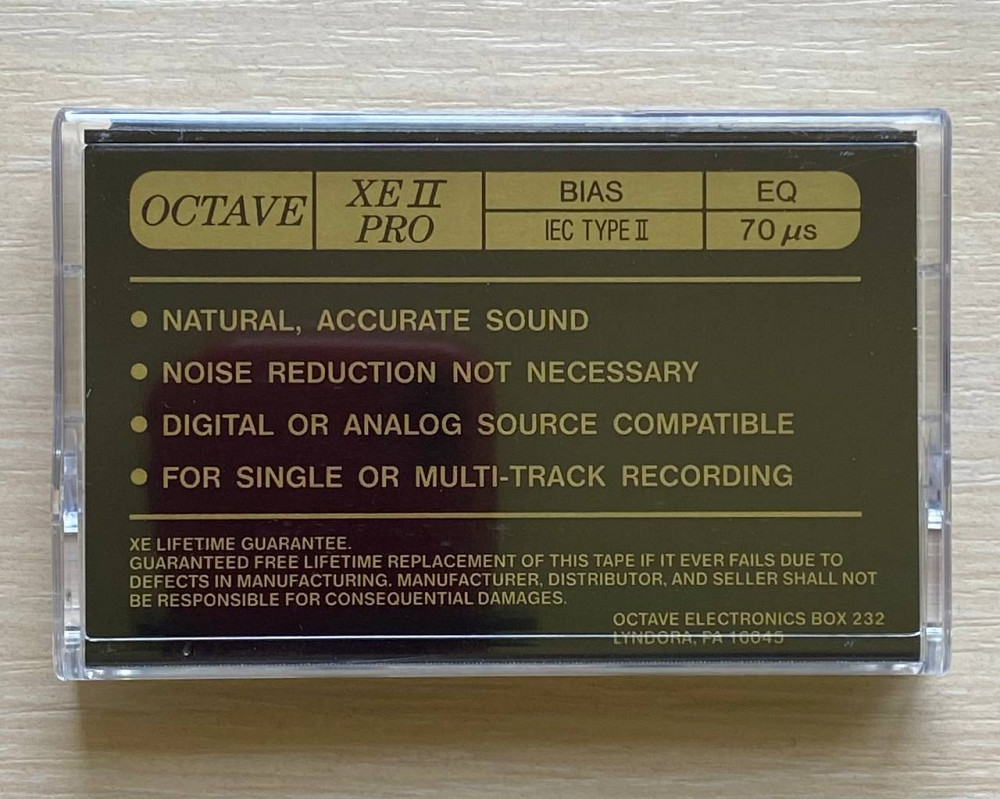 OCTAVE
XE II
PRO
BIAS
EQ
IEC TYPE II
70 μs
● NATURAL, ACCURATE SOUND
● NOISE REDUCTION NOT NECESSARY
● DIGITAL OR ANALOG SOURCE COMPATIBLE
● FOR SINGLE OR MULTI-TRACK RECORDING
XE LIFETIME GUARANTEE.
GUARANTEED FREE LIFETIME REPLACEMENT OF THIS TAPE IF IT EVER FAILS DUE TO
DEFECTS IN MANUFACTURING. MANUFACTURER, DISTRIBUTOR, AND SELLER SHALL NOT
BE RESPONSIBLE FOR CONSEQUENTIAL DAMAGES.
OCTAVE ELECTRONICS BOX 232
LYNDORA, PA 16045